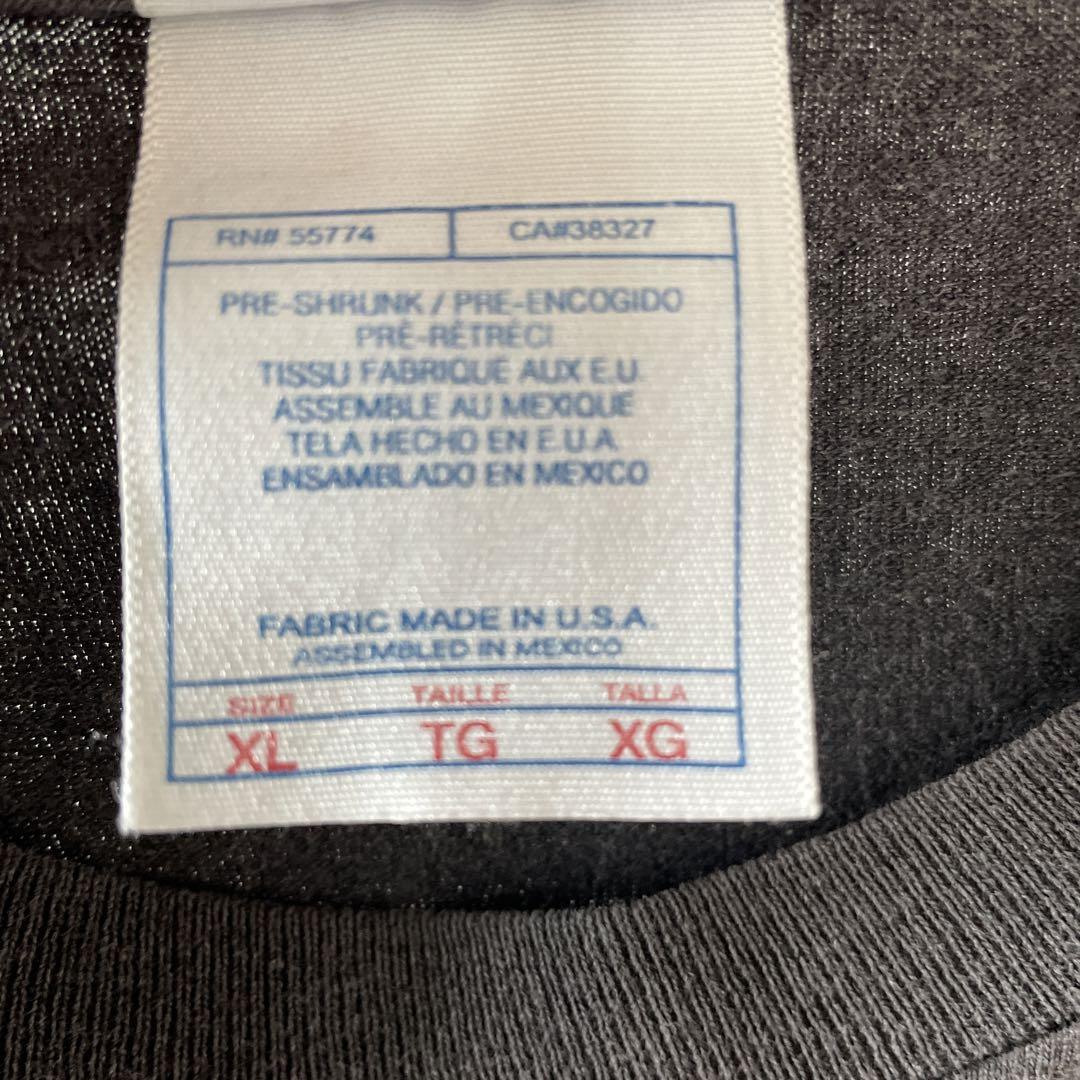 RN# 55774 CA#38327
PRE-SHRUNK / PRE-ENCOGIDO
PRÉ-RÉTRÉCI
TISSU FABRIQUE AUX E.U.
ASSEMBLE AU MEXIQUE
TELA HECHO EN E.U.A.
ENSAMBLADO EN MEXICO
FABRIC MADE IN U.S.A.
ASSEMBLED IN MEXICO
SIZE TAILLE TALLA
XL TG XG